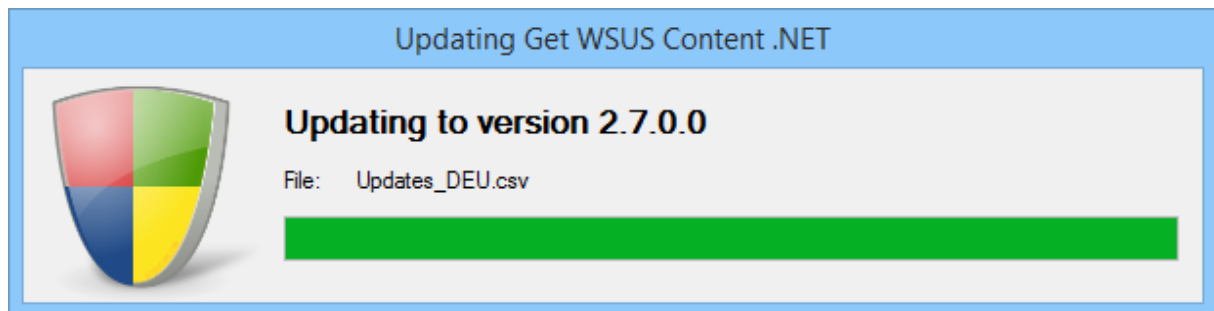 Updating Get WSUS Content .NET
Updating to version 2.7.0.0
File: Updates_DEU.csv